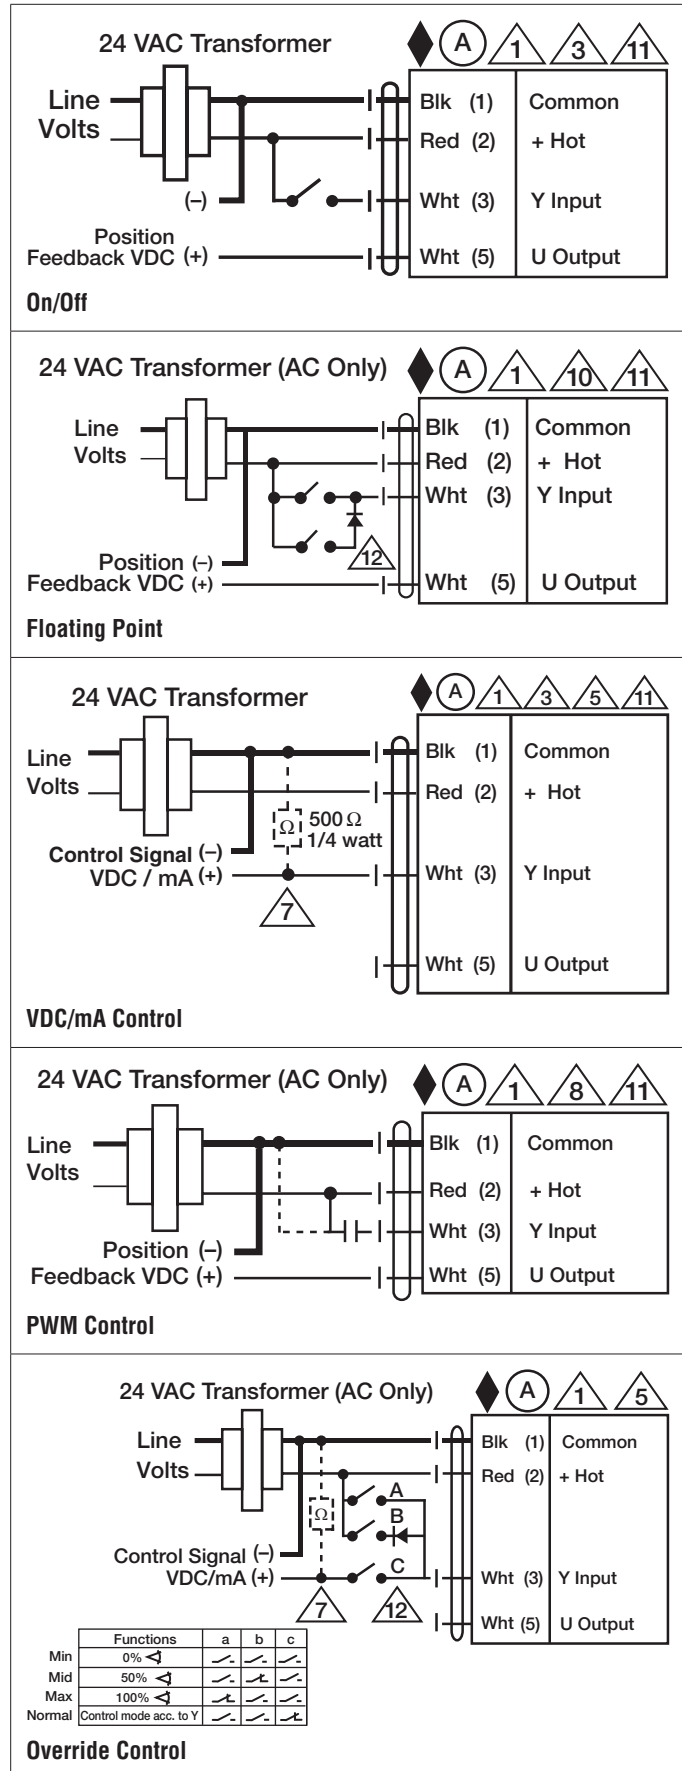 24 VAC Transformer
A 1 3 11
Line
Volts
Blk (1) Common
Red (2) + Hot
(–)
Wht (3) Y Input
Position
Feedback VDC (+)
Wht (5) U Output
On/Off
24 VAC Transformer (AC Only)
A 1 10 11
Line
Volts
Blk (1) Common
Red (2) + Hot
Wht (3) Y Input
12
Position (–)
Feedback VDC (+)
Wht (5) U Output
Floating Point
24 VAC Transformer
A 1 3 5 11
Line
Volts
Blk (1) Common
Red (2) + Hot
Ω 500 Ω
1/4 watt
Control Signal (–)
VDC / mA (+)
Wht (3) Y Input
7
Wht (5) U Output
VDC/mA Control
24 VAC Transformer (AC Only)
A 1 8 11
Line
Volts
Blk (1) Common
Red (2) + Hot
Wht (3) Y Input
Position (–)
Feedback VDC (+)
Wht (5) U Output
PWM Control
24 VAC Transformer (AC Only)
A 1 5
Line
Volts
Blk (1) Common
Red (2) + Hot
A
Ω
B
Control Signal (–)
VDC/mA (+)
C
Wht (3) Y Input
7 12
Wht (5) U Output
Functions a b c
Min 0%
Mid 50%
Max 100%
Normal Control mode acc. to Y
Override Control